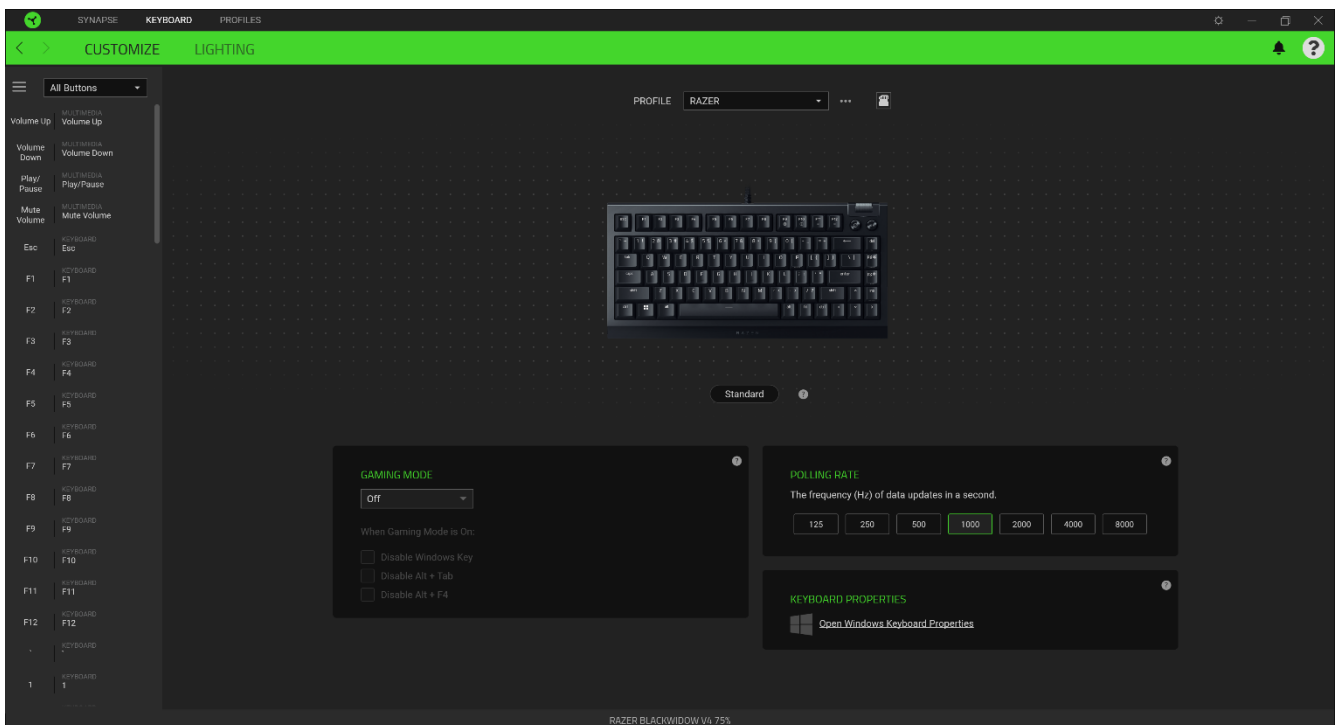 SYNAPSE KEYBOARD PROFILES
CUSTOMIZE LIGHTING
All Buttons
PROFILE RAZER
MULTIMEDIA
Volume Up Volume Up
MULTIMEDIA
Volume Down Volume Down
MULTIMEDIA
Play/Pause Play/Pause
MULTIMEDIA
Mute Volume Mute Volume
KEYBOARD
Esc Esc
KEYBOARD
F1 F1
KEYBOARD
F2 F2
KEYBOARD
F3 F3
KEYBOARD
F4 F4
KEYBOARD
F5 F5
KEYBOARD
F6 F6
KEYBOARD
F7 F7
KEYBOARD
F8 F8
KEYBOARD
F9 F9
KEYBOARD
F10 F10
KEYBOARD
F11 F11
KEYBOARD
F12 F12
KEYBOARD
` `
KEYBOARD
1 1
Standard
GAMING MODE
Off
When Gaming Mode is On:
Disable Windows Key
Disable Alt + Tab
Disable Alt + F4
POLLING RATE
The frequency (Hz) of data updates in a second.
125 250 500 1000 2000 4000 8000
KEYBOARD PROPERTIES
Open Windows Keyboard Properties
RAZER BLACKWIDOW V4 75%